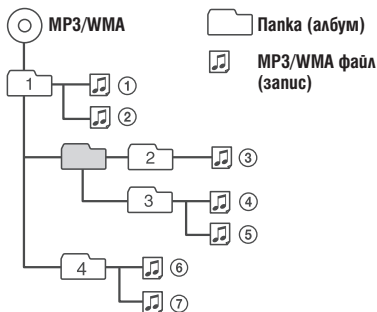 MP3/WMA
Папка (албум)
MP3/WMA файл
(запис)
1
①
②
2
③
3
④
⑤
4
⑥
⑦